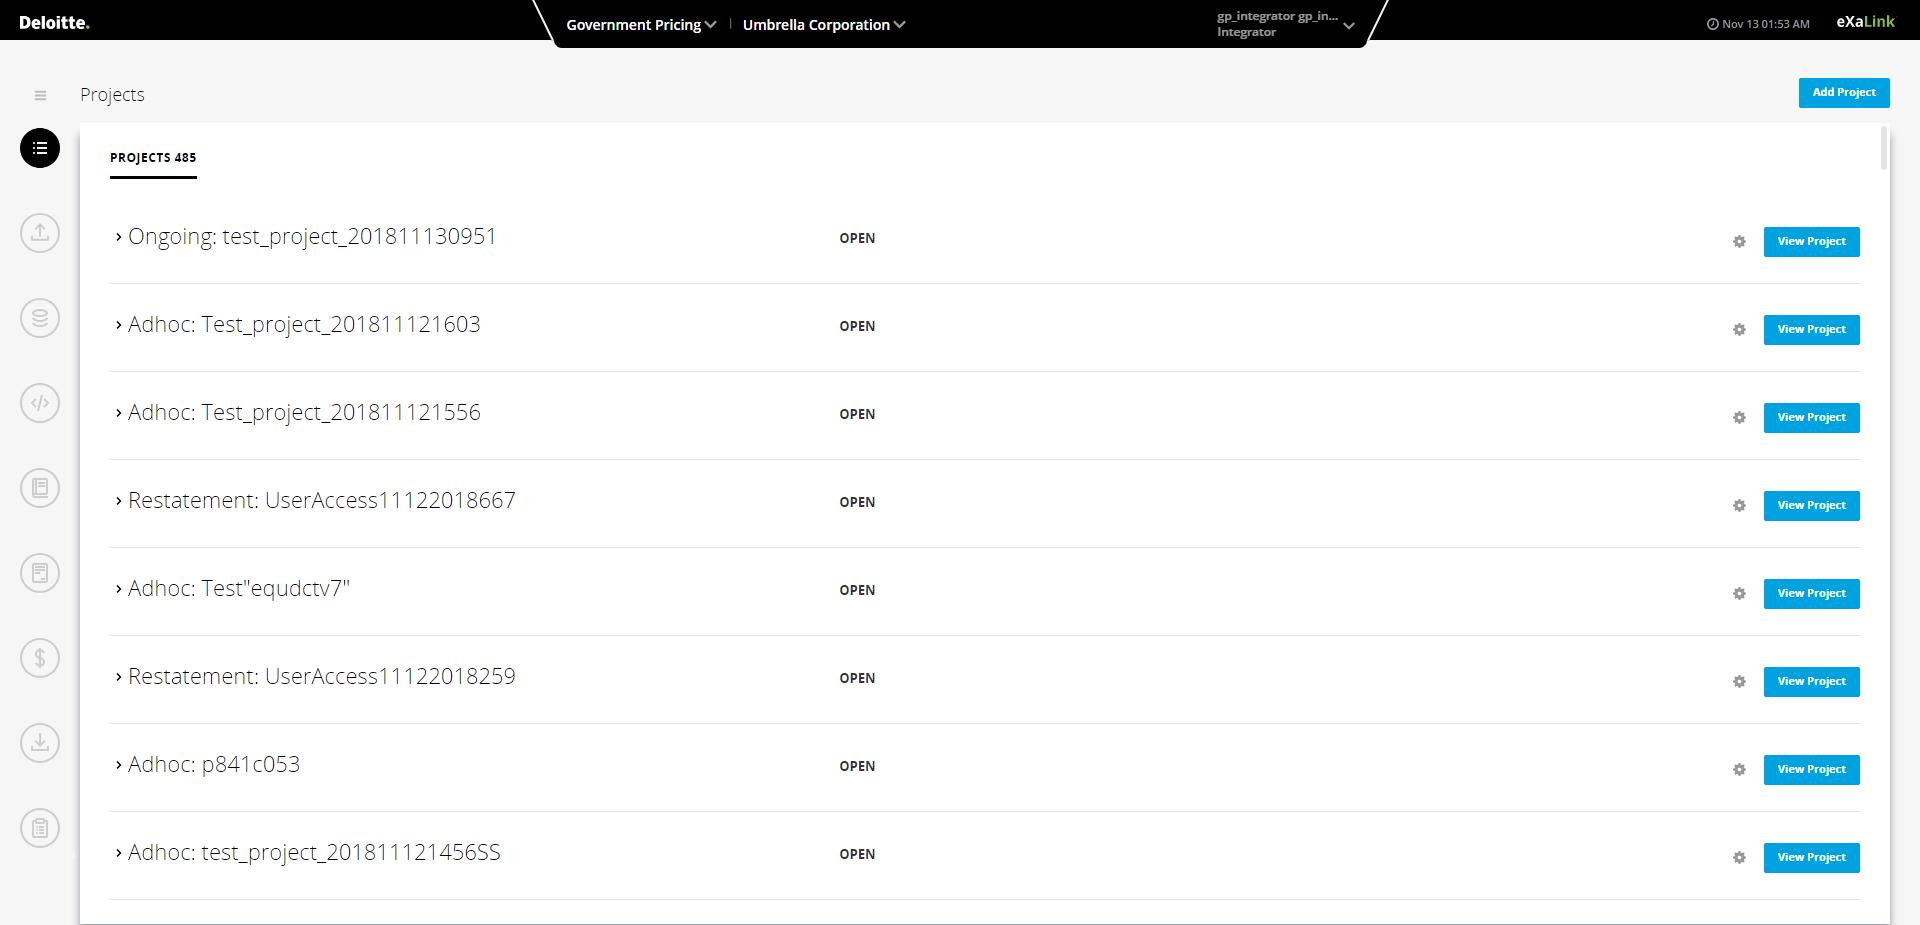 Deloitte.
Government Pricing
Umbrella Corporation
gp_integrator gp_in...
Integrator
Nov 13 01:53 AM
eXaLink
Projects
Add Project
PROJECTS 485
Ongoing: test_project_201811130951
OPEN
View Project
Adhoc: Test_project_201811121603
OPEN
View Project
Adhoc: Test_project_201811121556
OPEN
View Project
Restatement: UserAccess11122018667
OPEN
View Project
Adhoc: Test"equdctv7"
OPEN
View Project
Restatement: UserAccess11122018259
OPEN
View Project
Adhoc: p841c053
OPEN
View Project
Adhoc: test_project_201811121456SS
OPEN
View Project